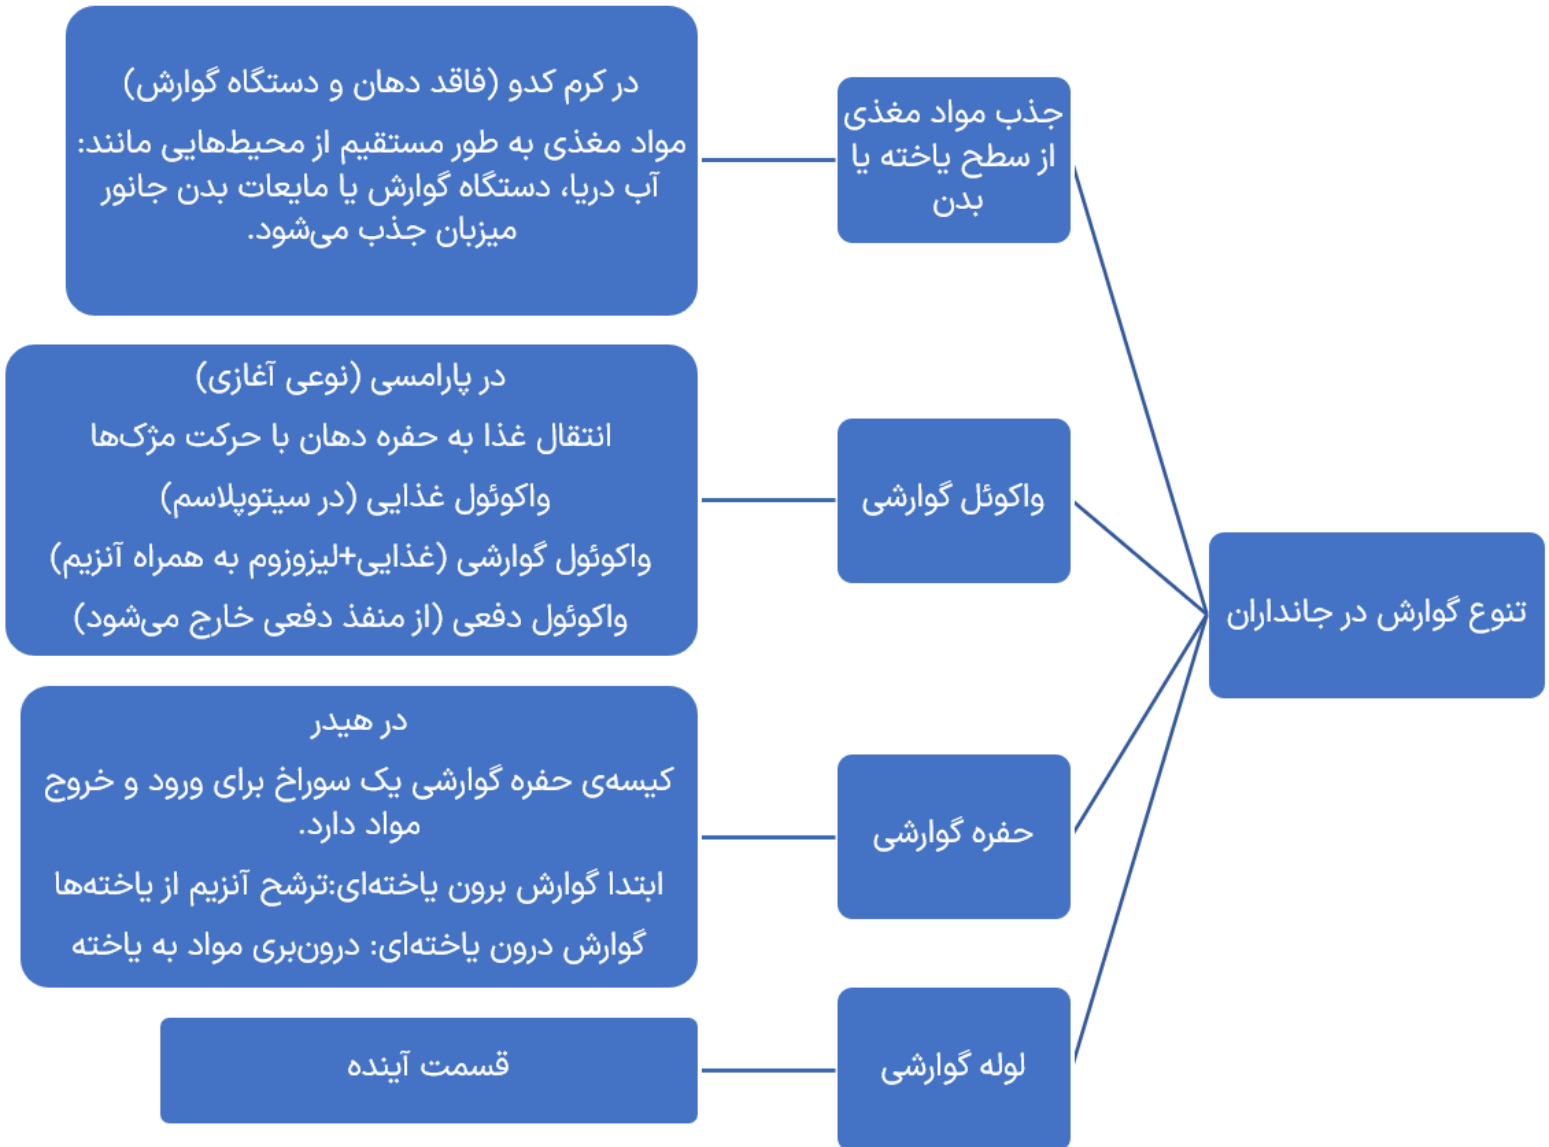 تنوع گوارش در جانداران
جذب مواد مغذی
از سطح یاخته یا
بدن
در کرم کدو (فاقد دهان و دستگاه گوارش)
مواد مغذی به طور مستقیم از محیط‌هایی مانند:
آب دریا، دستگاه گوارش یا مایعات بدن جانور
میزبان جذب می‌شود.
واکوئل گوارشی
در پارامسی (نوعی آغازی)
انتقال غذا به حفره دهان با حرکت مژک‌ها
واکوئول غذایی (در سیتوپلاسم)
واکوئول گوارشی (غذایی+لیزوزوم به همراه آنزیم)
واکوئول دفعی (از منفذ دفعی خارج می‌شود)
حفره گوارشی
در هیدر
کیسه‌ی حفره گوارشی یک سوراخ برای ورود و خروج
مواد دارد.
ابتدا گوارش برون یاخته‌ای:ترشح آنزیم از یاخته‌ها
گوارش درون یاخته‌ای: درون‌بری مواد به یاخته
لوله گوارشی
قسمت آینده